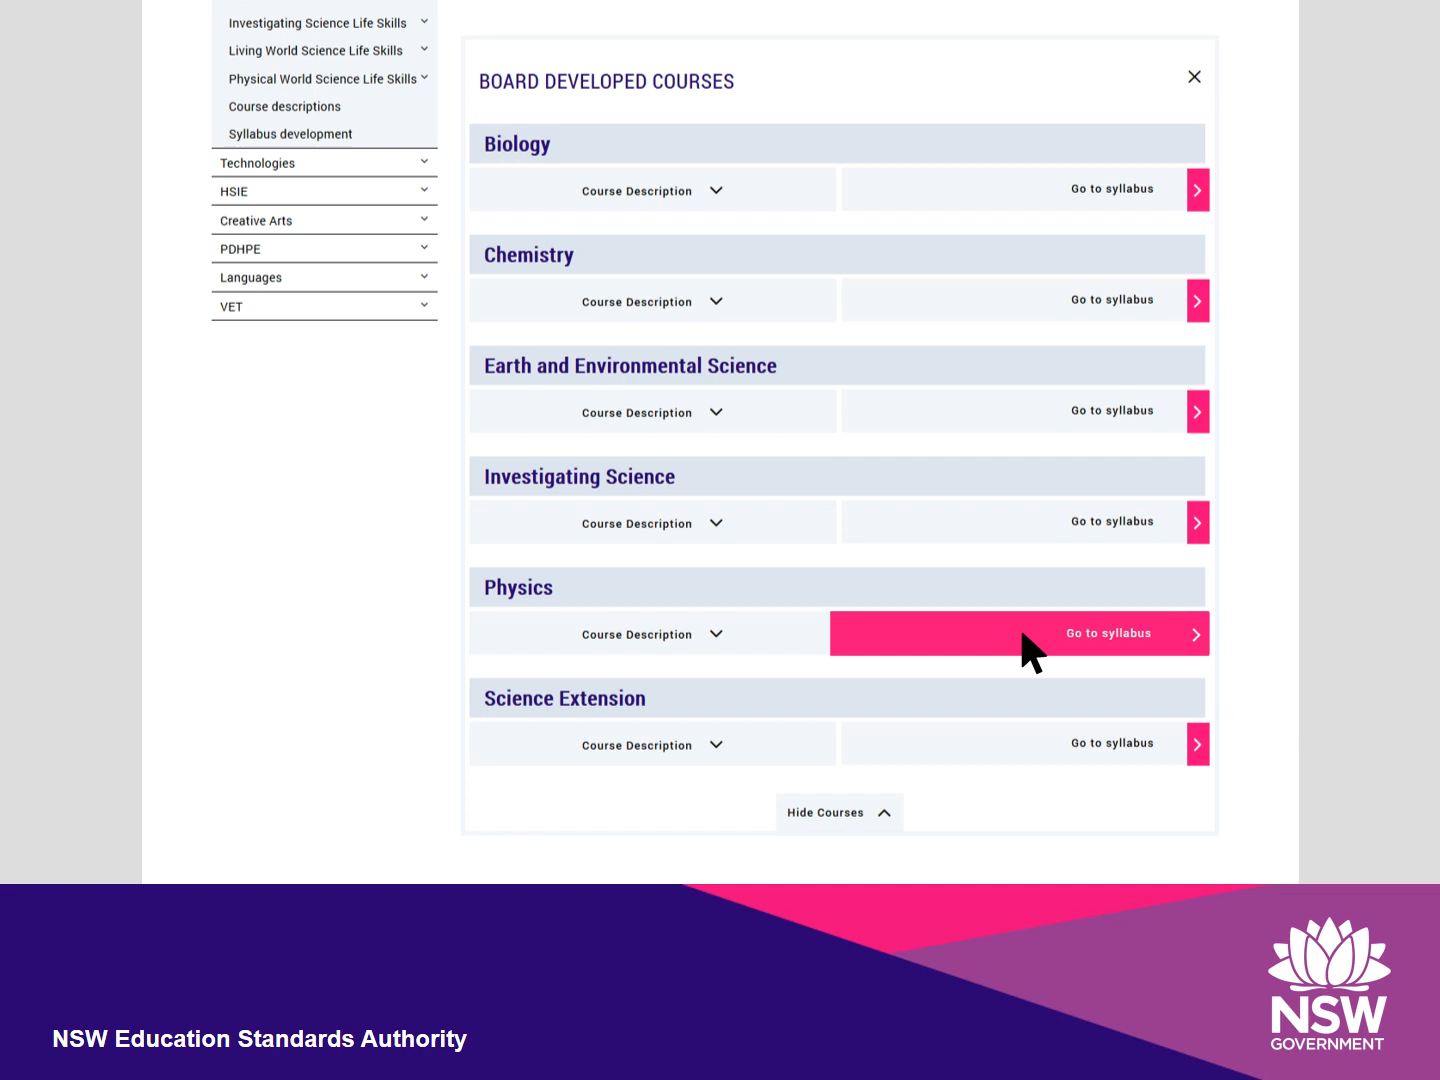 Investigating Science Life Skills
Living World Science Life Skills
Physical World Science Life Skills
Course descriptions
Syllabus development
Technologies
HSIE
Creative Arts
PDHPE
Languages
VET
BOARD DEVELOPED COURSES
Biology
Course Description
Go to syllabus
Chemistry
Course Description
Go to syllabus
Earth and Environmental Science
Course Description
Go to syllabus
Investigating Science
Course Description
Go to syllabus
Physics
Course Description
Go to syllabus
Science Extension
Course Description
Go to syllabus
Hide Courses
NSW Education Standards Authority
NSW
GOVERNMENT